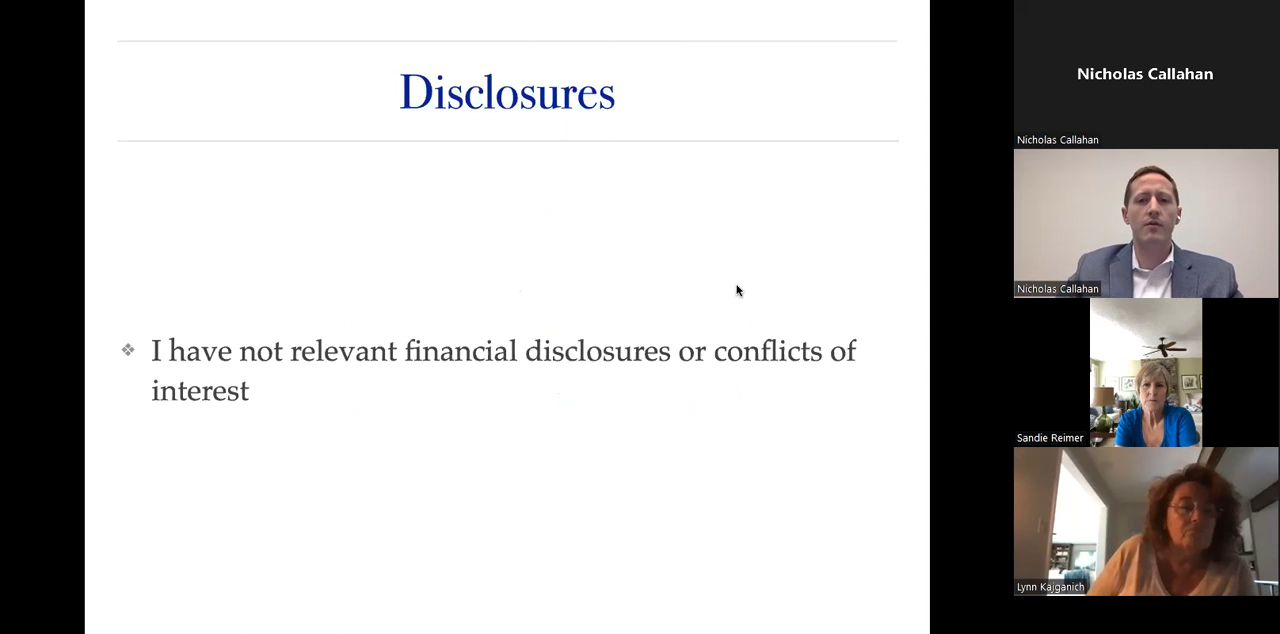 Disclosures
I have not relevant financial disclosures or conflicts of
interest
Nicholas Callahan
Nicholas Callahan
Nicholas Callahan
Sandie Reimer
Lynn Kajganich